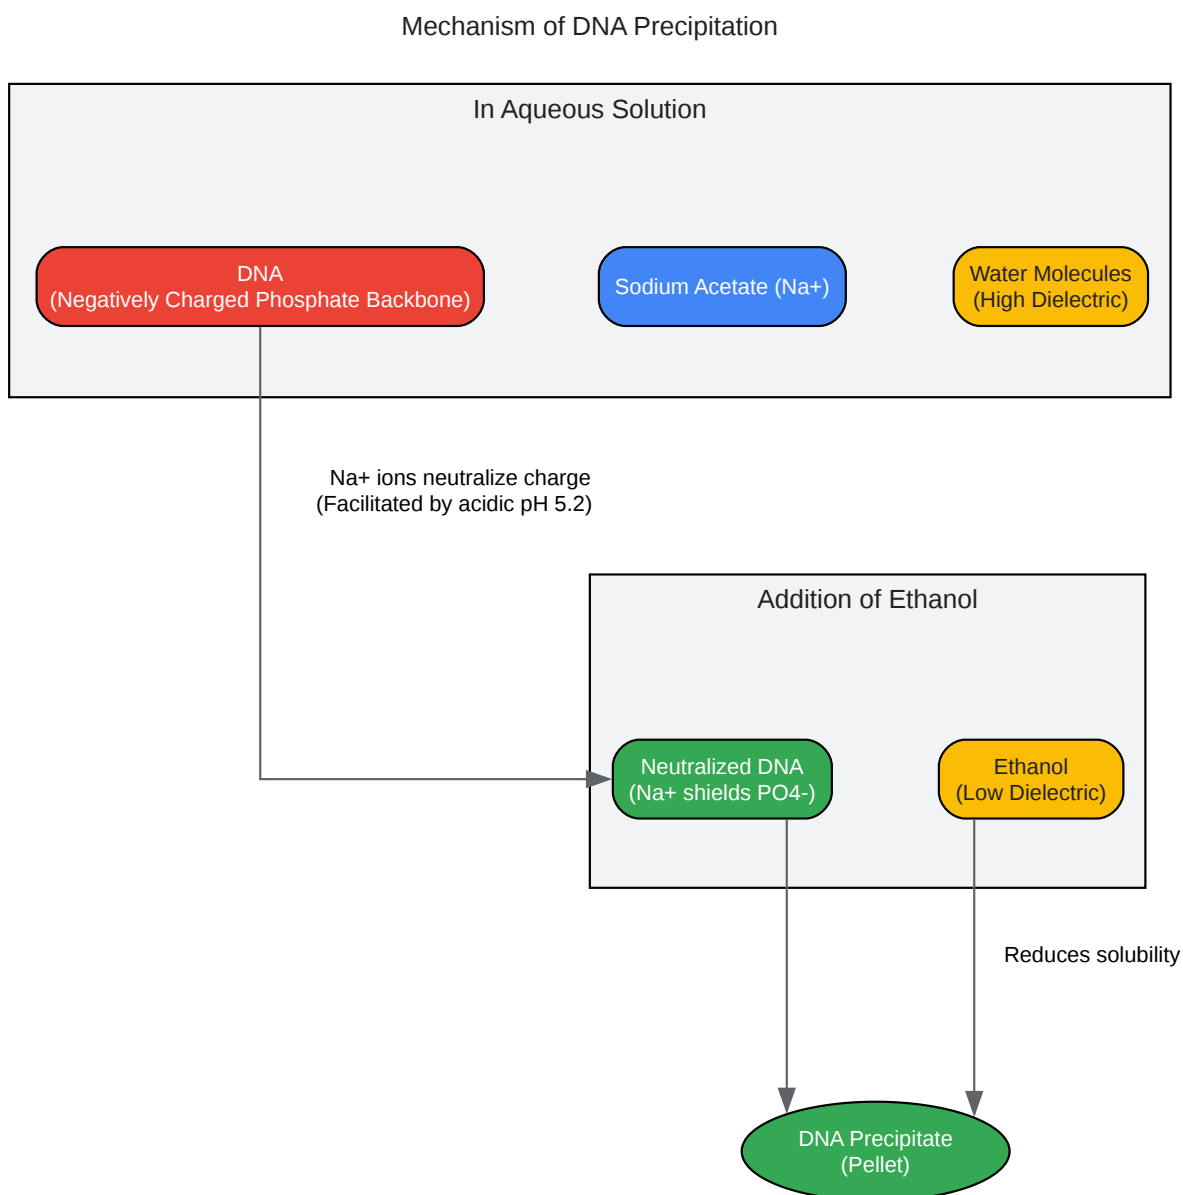 Mechanism of DNA Precipitation
In Aqueous Solution
DNA
(Negatively Charged Phosphate Backbone)
Sodium Acetate (Na+)
Water Molecules
(High Dielectric)
Na+ ions neutralize charge
(Facilitated by acidic pH 5.2)
Addition of Ethanol
Neutralized DNA
(Na+ shields PO4-)
Ethanol
(Low Dielectric)
Reduces solubility
DNA Precipitate
(Pellet)